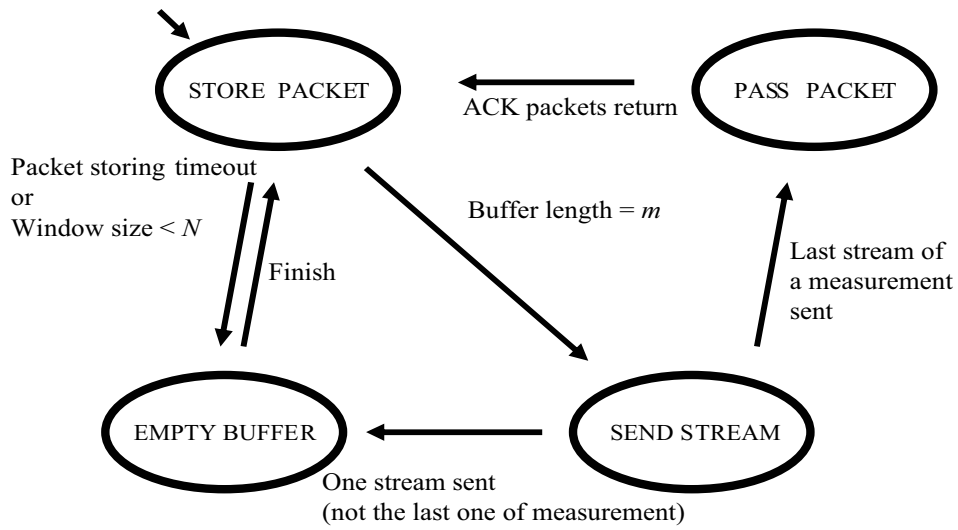 STORE PACKET
PASS PACKET
ACK packets return
Packet storing timeout
or
Window size < N
Buffer length = m
Finish
Last stream of
a measurement
sent
EMPTY BUFFER
SEND STREAM
One stream sent
(not the last one of measurement)